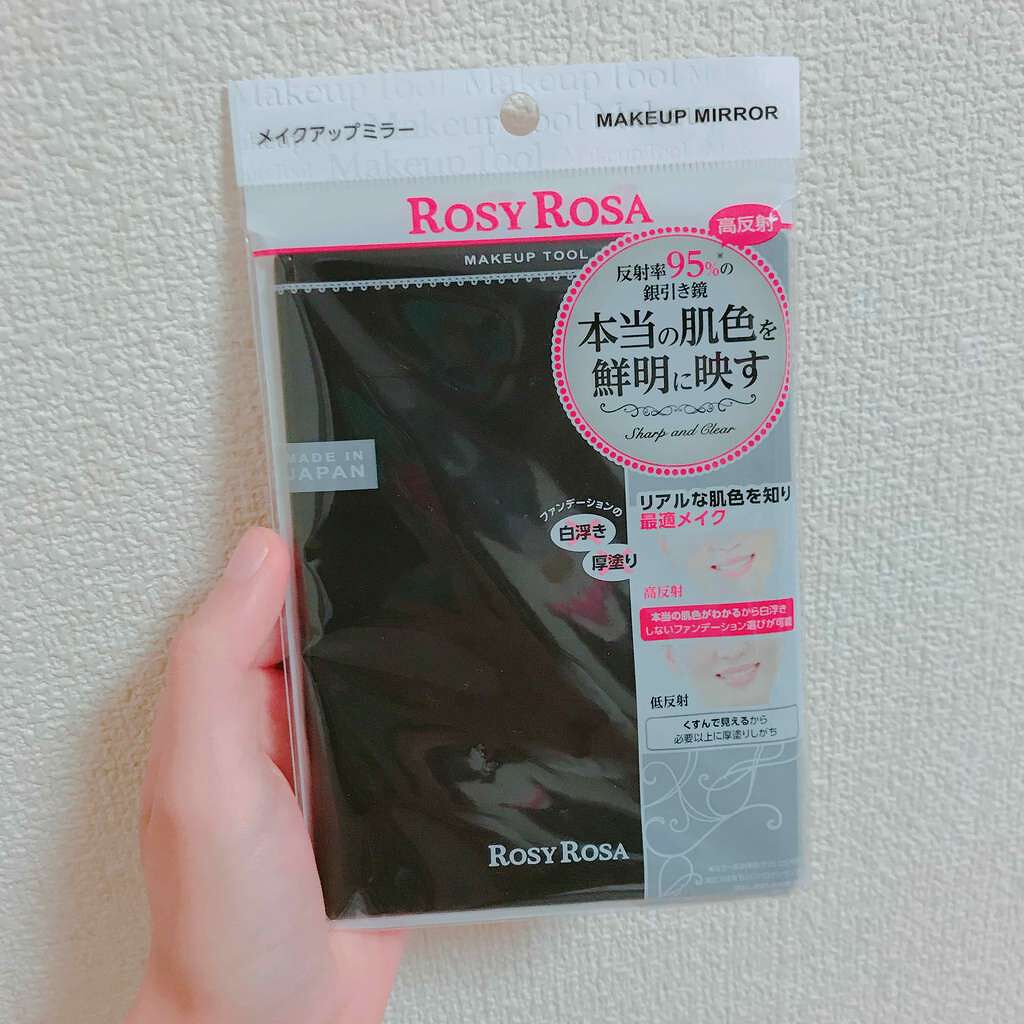 Makeup Tool Makeup Tool
メイクアップミラー
MAKEUP MIRROR
Makeup Tool
ROSY ROSA
MAKEUP TOOL
高反射
反射率95%の
銀引き鏡
本当の肌色を
鮮明に映す
Sharp and Clear
MADE IN
JAPAN
ファンデーションの
白浮き
厚塗り
リアルな肌色を知り
最適メイク
高反射
本当の肌色がわかるから白浮き
しないファンデーション選びが可能
低反射
くすんで見えるから
必要以上に厚塗りしがち
ROSY ROSA